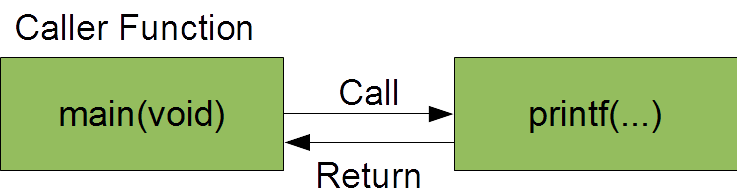 Caller Function
main(void)
Call
printf(...)
Return